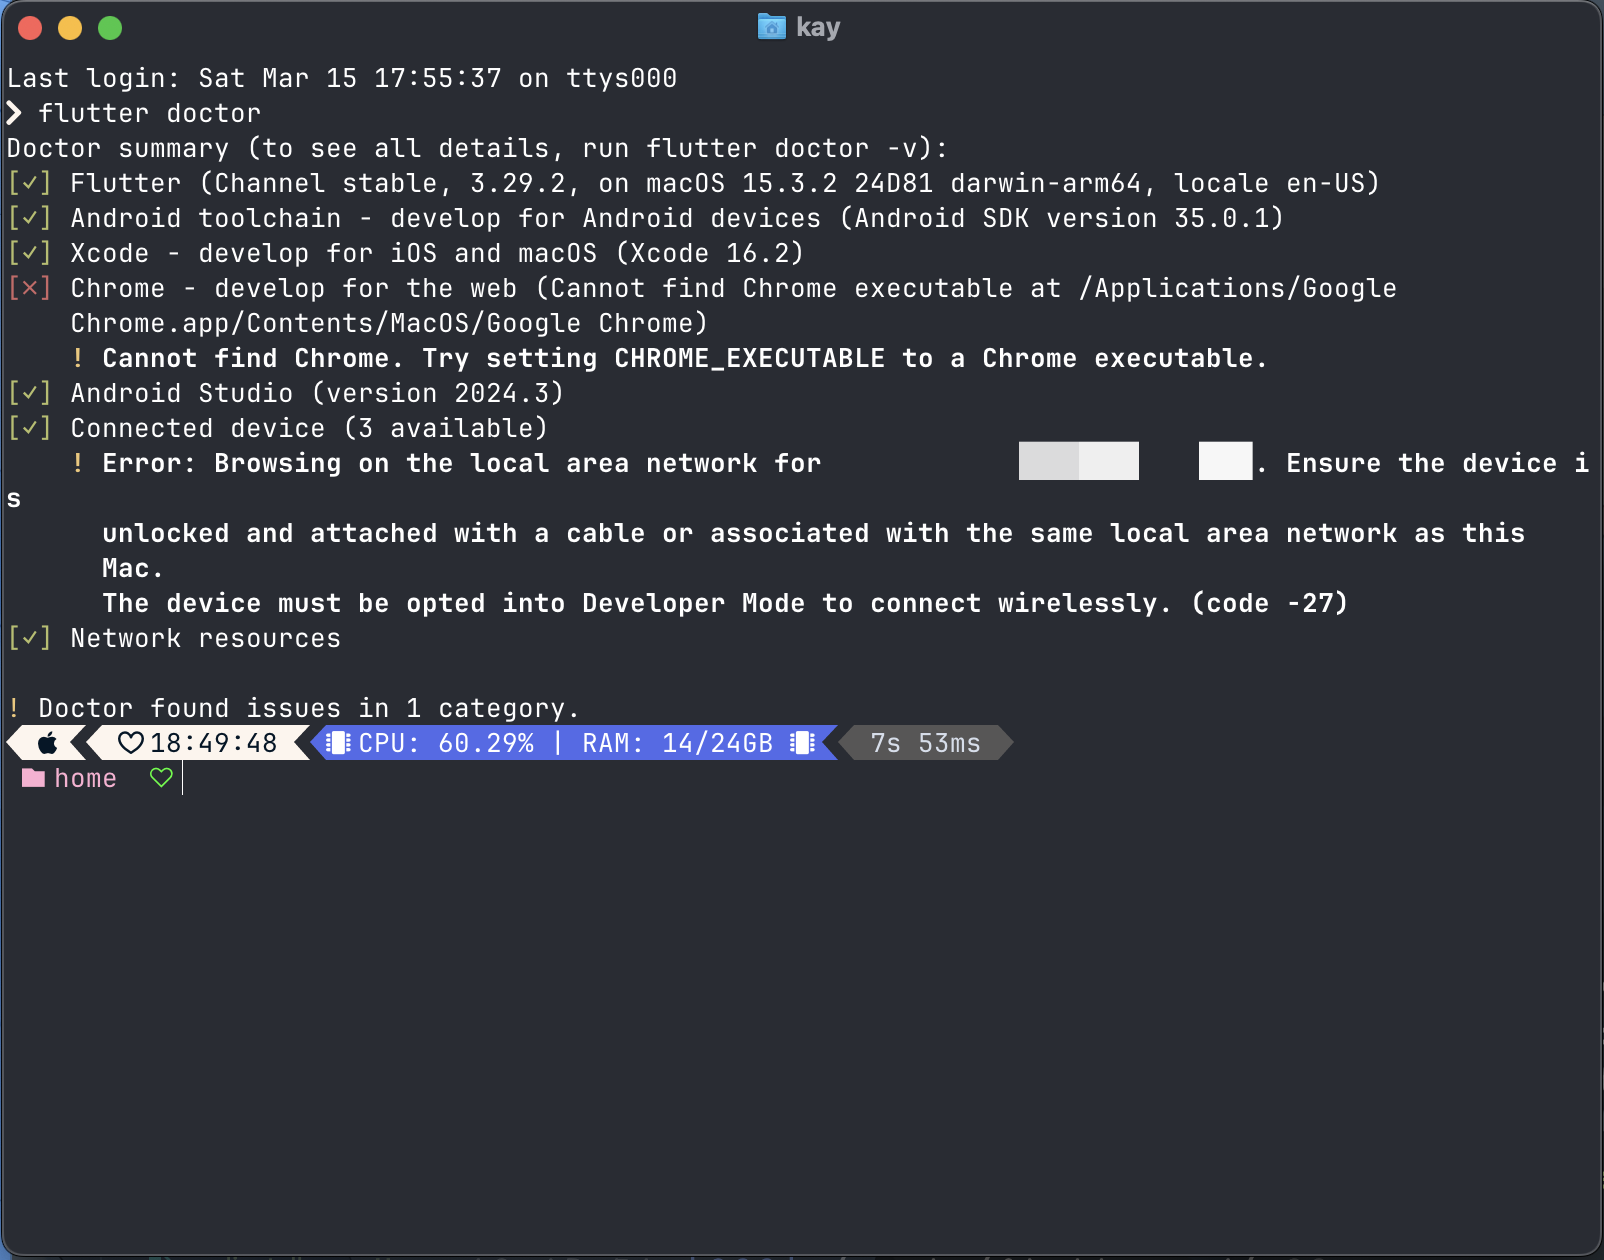 kay
Last login: Sat Mar 15 17:55:37 on ttys000
❯ flutter doctor
Doctor summary (to see all details, run flutter doctor -v):
[✓] Flutter (Channel stable, 3.29.2, on macOS 15.3.2 24D81 darwin-arm64, locale en-US)
[✓] Android toolchain - develop for Android devices (Android SDK version 35.0.1)
[✓] Xcode - develop for iOS and macOS (Xcode 16.2)
[✗] Chrome - develop for the web (Cannot find Chrome executable at /Applications/Google
Chrome.app/Contents/MacOS/Google Chrome)
! Cannot find Chrome. Try setting CHROME_EXECUTABLE to a Chrome executable.
[✓] Android Studio (version 2024.3)
[✓] Connected device (3 available)
! Error: Browsing on the local area network for . Ensure the device i
s
unlocked and attached with a cable or associated with the same local area network as this
Mac.
The device must be opted into Developer Mode to connect wirelessly. (code -27)
[✓] Network resources
! Doctor found issues in 1 category.
18:49:48 CPU: 60.29% | RAM: 14/24GB 7s 53ms
home